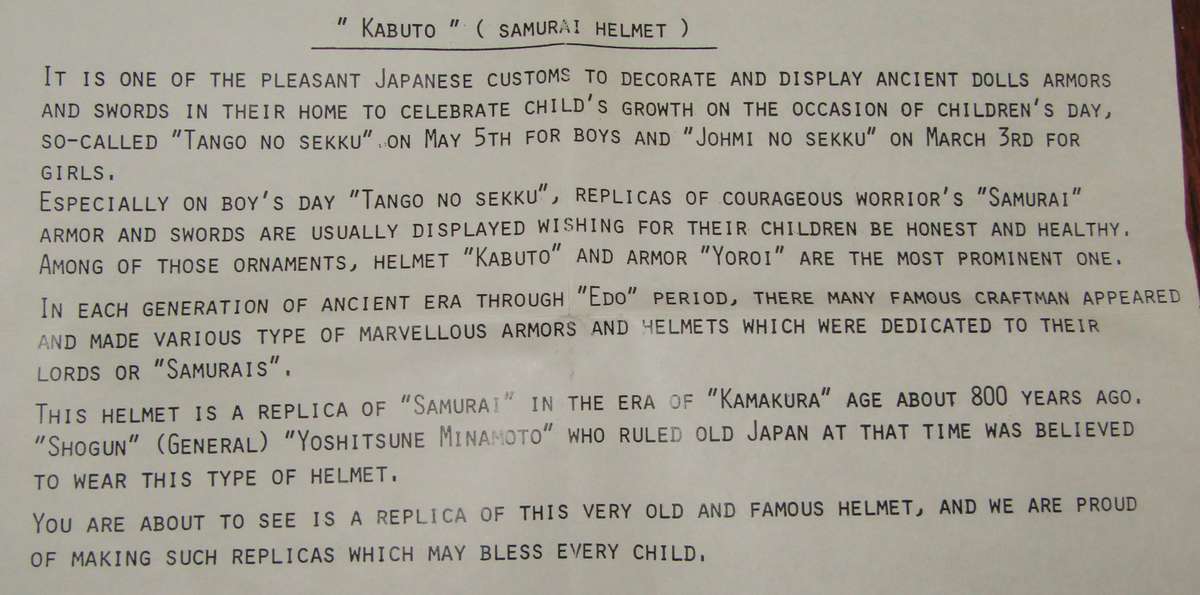 " Kabuto " ( samurai helmet )
It is one of the pleasant Japanese customs to decorate and display ancient dolls armors
and swords in their home to celebrate child's growth on the occasion of Children's Day,
so-called "Tango no sekku" on May 5th for boys and "Johmi no sekku" on March 3rd for
girls.
Especially on boy's day "Tango no sekku", replicas of courageous worrior's "Samurai"
armor and swords are usually displayed wishing for their children be honest and healthy.
Among of those ornaments, helmet "Kabuto" and armor "Yoroi" are the most prominent one.
In each generation of ancient era through "Edo" period, there many famous craftman appeared
and made various type of marvellous armors and helmets which were dedicated to their
lords or "Samurais".
This helmet is a replica of "Samurai" in the era of "Kamakura" age about 800 years ago.
"Shogun" (General) "Yoshitsune Minamoto" who ruled old Japan at that time was believed
to wear this type of helmet.
You are about to see is a replica of this very old and famous helmet, and we are proud
of making such replicas which may bless every child.